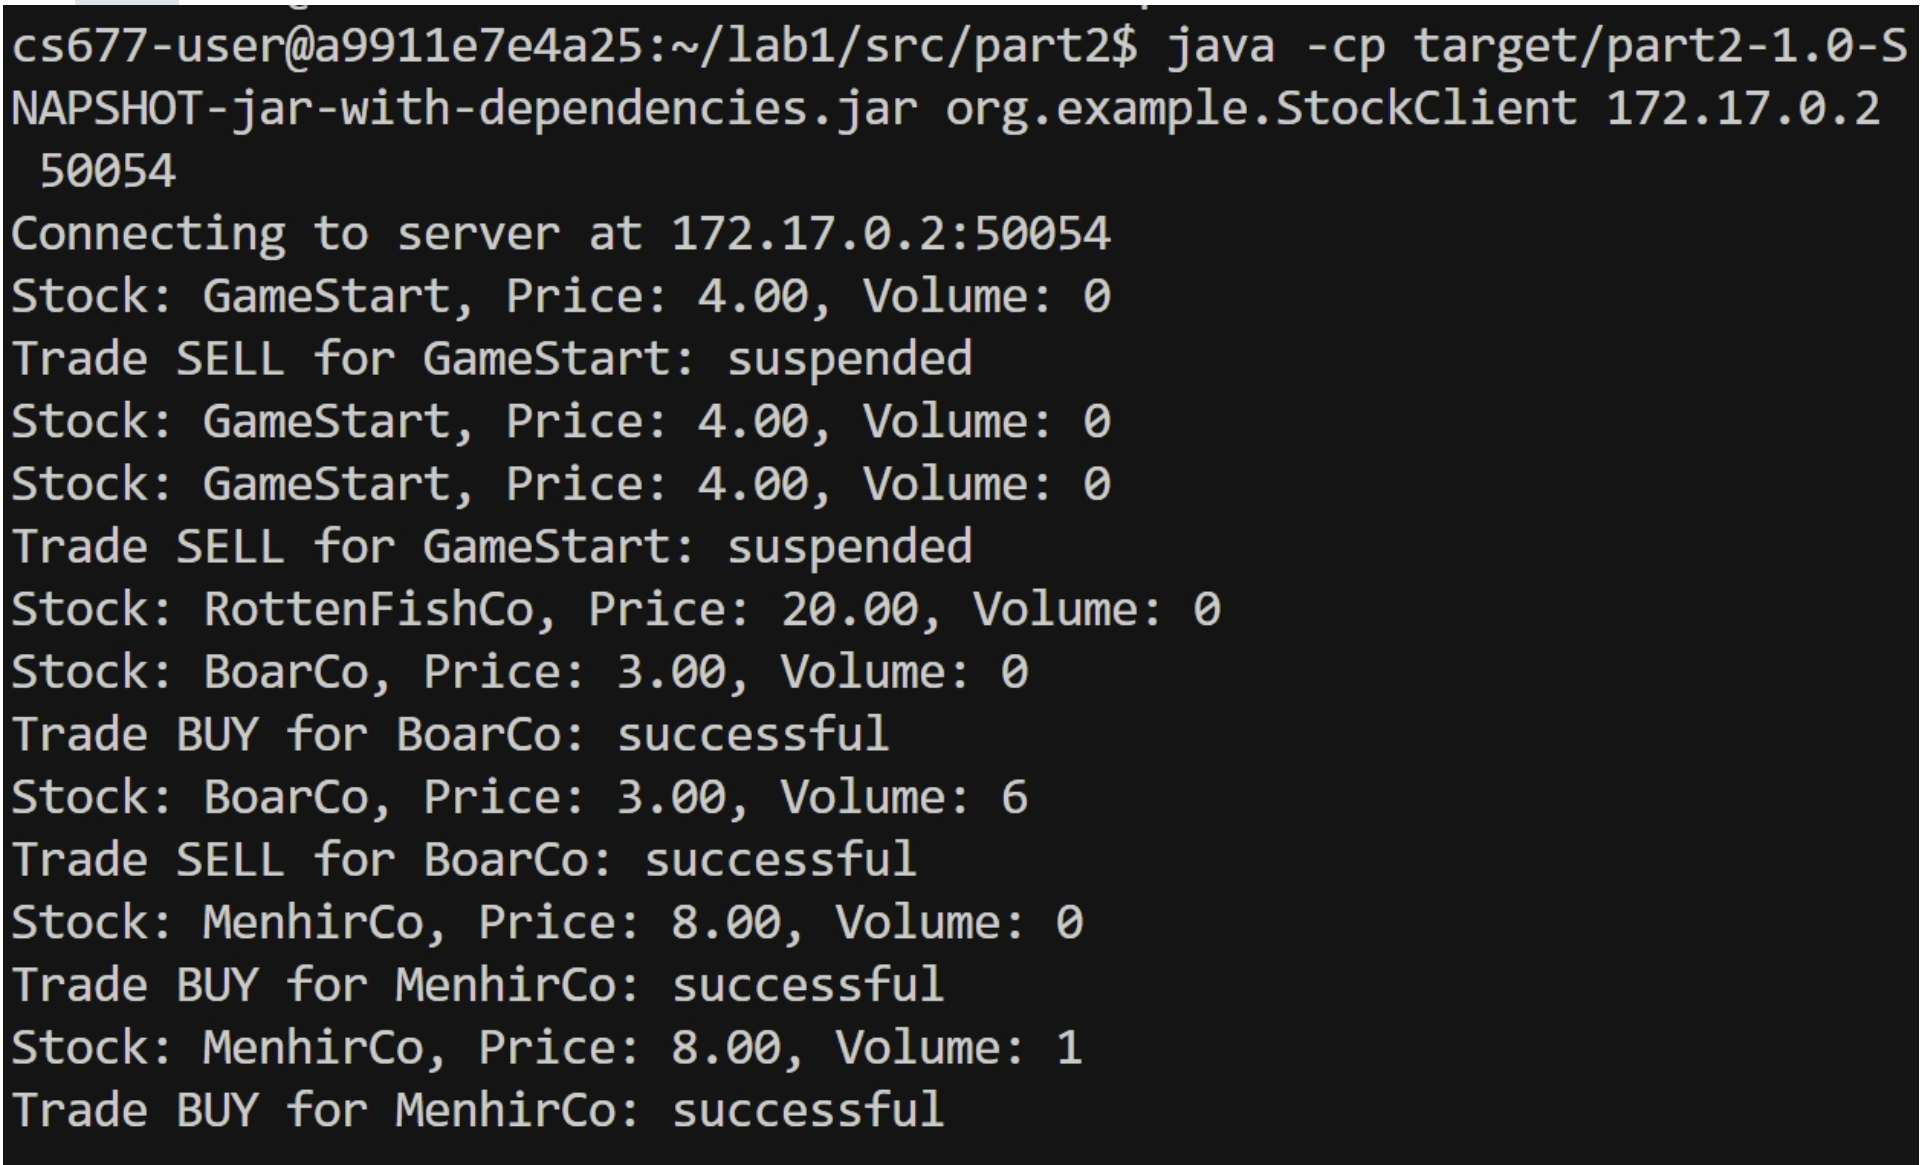 cs677-user@a9911e7e4a25:~/lab1/src/part2$ java -cp target/part2-1.0-S
NAPSHOT-jar-with-dependencies.jar org.example.StockClient 172.17.0.2
 50054
Connecting to server at 172.17.0.2:50054
Stock: GameStart, Price: 4.00, Volume: 0
Trade SELL for GameStart: suspended
Stock: GameStart, Price: 4.00, Volume: 0
Stock: GameStart, Price: 4.00, Volume: 0
Trade SELL for GameStart: suspended
Stock: RottenFishCo, Price: 20.00, Volume: 0
Stock: BoarCo, Price: 3.00, Volume: 0
Trade BUY for BoarCo: successful
Stock: BoarCo, Price: 3.00, Volume: 6
Trade SELL for BoarCo: successful
Stock: MenhirCo, Price: 8.00, Volume: 0
Trade BUY for MenhirCo: successful
Stock: MenhirCo, Price: 8.00, Volume: 1
Trade BUY for MenhirCo: successful